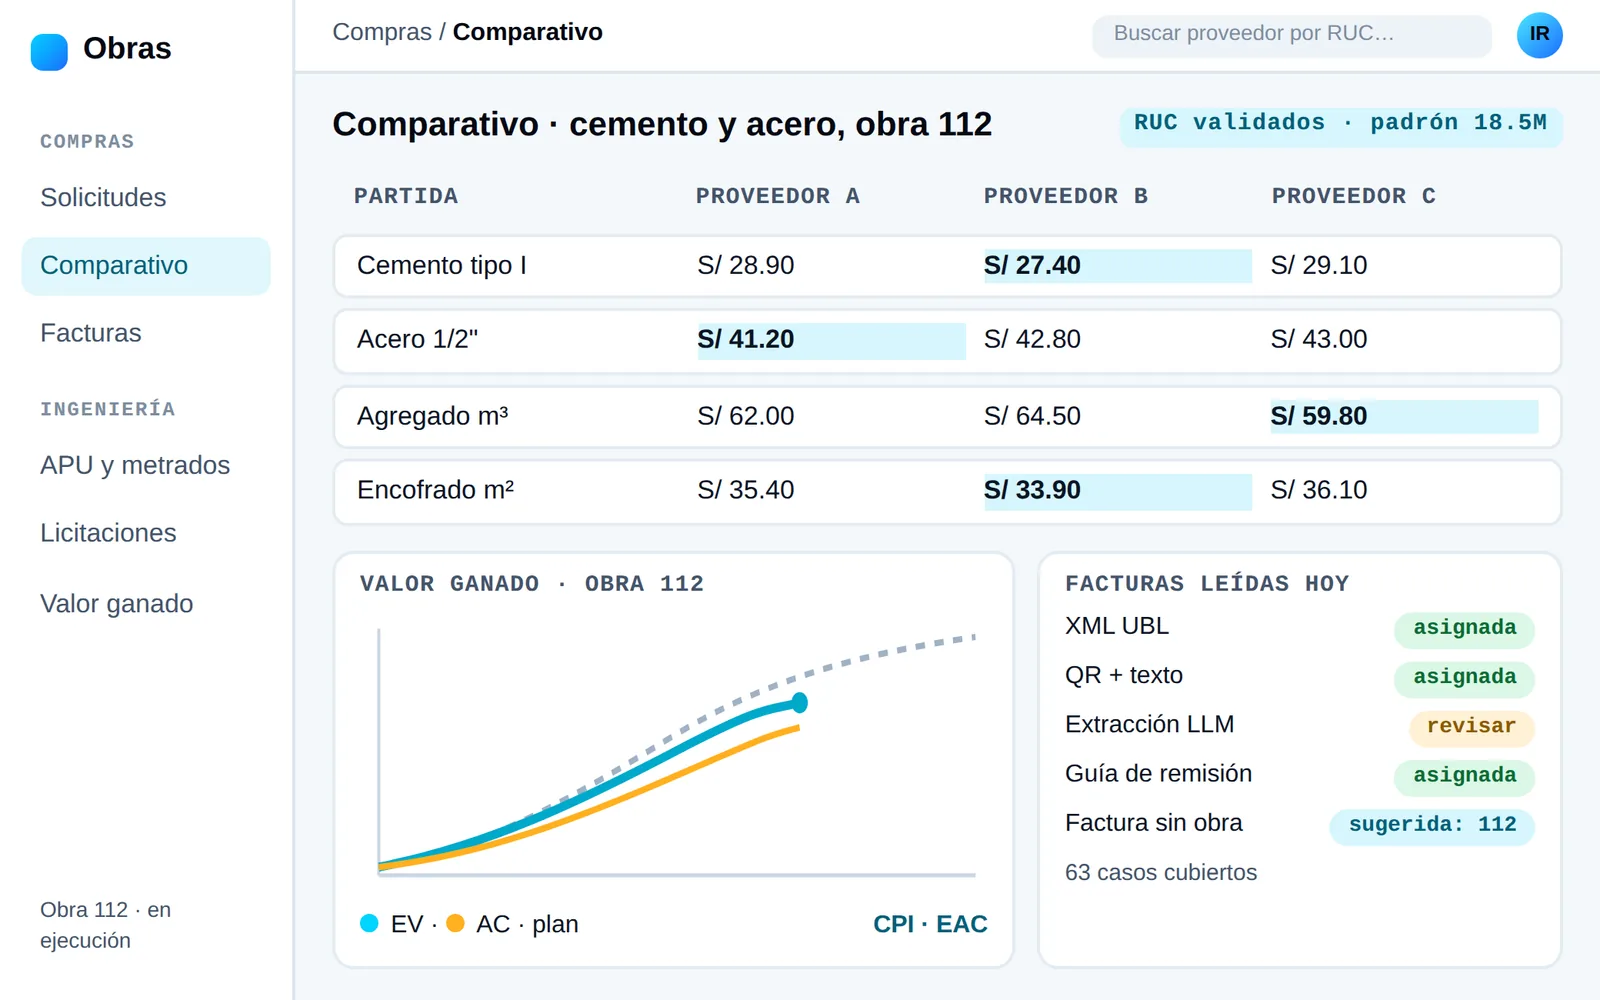 Obras
COMPRAS
Solicitudes
Comparativo
Facturas
INGENIERÍA
APU y metrados
Licitaciones
Valor ganado
Obra 112 · en
ejecución
Compras / Comparativo
Buscar proveedor por RUC…
IR
Comparativo · cemento y acero, obra 112
RUC validados · padrón 18.5M
PARTIDA PROVEEDOR A PROVEEDOR B PROVEEDOR C
Cemento tipo I S/ 28.90 S/ 27.40 S/ 29.10
Acero 1/2" S/ 41.20 S/ 42.80 S/ 43.00
Agregado m³ S/ 62.00 S/ 64.50 S/ 59.80
Encofrado m² S/ 35.40 S/ 33.90 S/ 36.10
VALOR GANADO · OBRA 112
EV · AC · plan
CPI · EAC
FACTURAS LEÍDAS HOY
XML UBL asignada
QR + texto asignada
Extracción LLM revisar
Guía de remisión asignada
Factura sin obra sugerida: 112
63 casos cubiertos